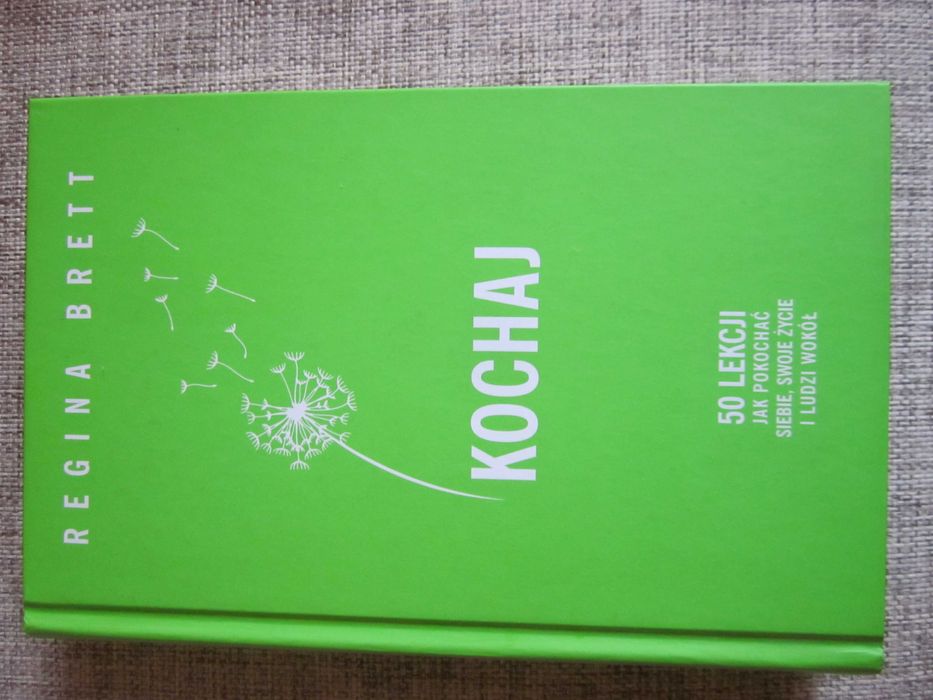 REGINA BRETT
KOCHAJ
50 LEKCJI
JAK POKOCHAĆ
SIEBIE, SWOJE ŻYCIE
I LUDZI WOKÓŁ